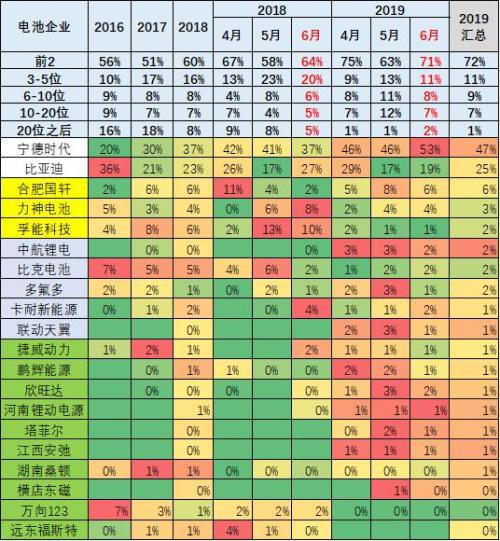 电池企业 2016 2017 2018 2018 2019 2019汇总
4月 5月 6月 4月 5月 6月
前2 56% 51% 60% 67% 58% 64% 75% 63% 71% 72%
3-5位 10% 17% 16% 13% 23% 20% 9% 13% 11% 11%
6-10位 9% 8% 8% 4% 8% 6% 8% 11% 8% 9%
10-20位 9% 7% 7% 7% 4% 5% 7% 12% 7% 7%
20位之后 16% 18% 8% 9% 8% 5% 1% 1% 2% 1%
宁德时代 20% 30% 37% 42% 41% 37% 46% 46% 53% 47%
比亚迪 36% 21% 23% 26% 17% 27% 29% 17% 19% 25%
合肥国轩 2% 6% 6% 11% 4% 2% 5% 8% 6% 6%
力神电池 5% 3% 4% 0% 6% 8% 2% 4% 4% 3%
孚能科技 4% 8% 6% 2% 13% 10% 2% 1% 1% 2%
中航锂电 0% 0% 0% 3% 3% 2% 2%
比克电池 7% 5% 5% 4% 6% 2% 1% 2% 2% 2%
多氟多 2% 2% 1% 0% 2% 1% 2% 3% 1% 2%
卡耐新能源 0% 1% 2% 4% 1% 1% 2% 1%
联动天翼 0% 2% 3% 1% 1%
捷威动力 1% 2% 1% 2% 1% 1% 1% 1%
鹏辉能源 0% 1% 1% 0% 0% 2% 2% 1% 1%
欣旺达 0% 0% 0% 0% 1% 3% 2% 1%
河南锂动电源 1% 0% 1% 1% 1% 1%
塔菲尔 0% 0% 2% 1% 1%
江西安弛 0% 1% 1% 1% 1%
湖南桑顿 0% 1% 1% 0% 0% 0% 0% 0% 0% 1%
横店东磁 0% 1% 0% 1%
万向123 7% 3% 1% 2% 2% 2% 0% 0% 0% 0%
远东福斯特 0% 1% 1% 4% 1% 0% 0%